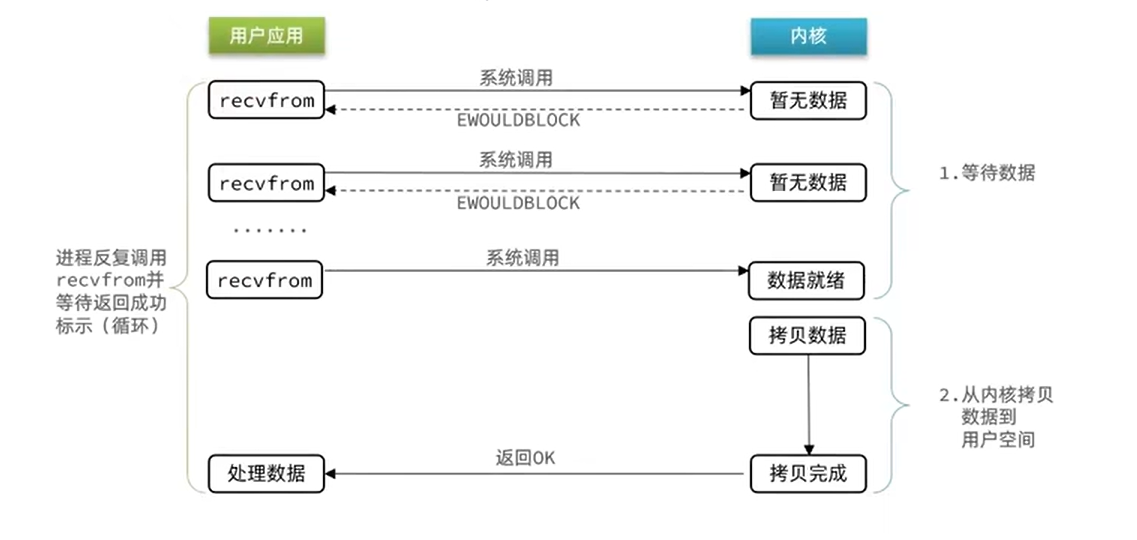 用户应用
内核
recvfrom
系统调用
暂无数据
EWOULDBLOCK
recvfrom
系统调用
暂无数据
EWOULDBLOCK
1.等待数据
·······
进程反复调用
recvfrom并
等待返回成功
标示（循环）
recvfrom
系统调用
数据就绪
拷贝数据
2.从内核拷贝
数据到
用户空间
处理数据
返回OK
拷贝完成